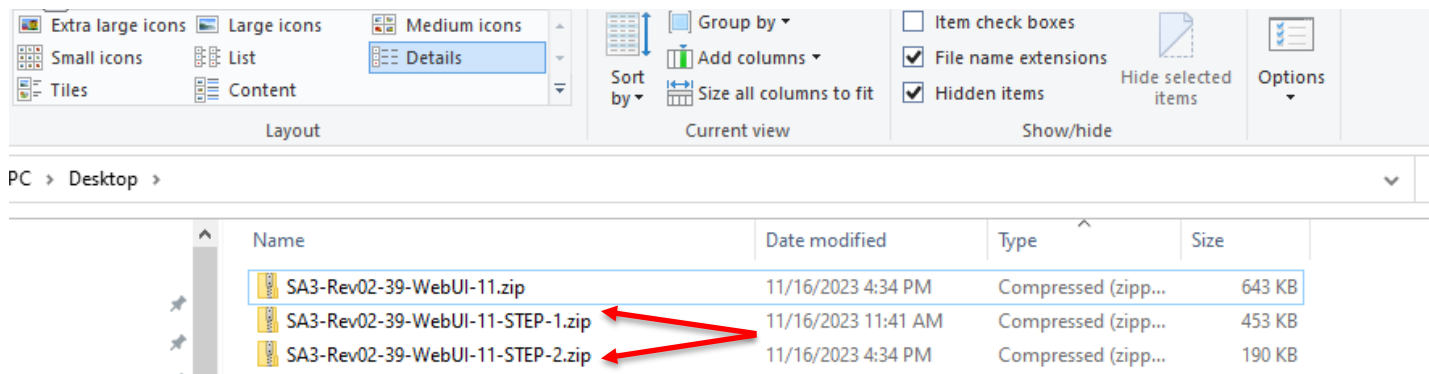 Extra large icons Large icons Medium icons Group by Item check boxes
Small icons List Details Add columns File name extensions
Sort by Hide selected items Options
Tiles Content Size all columns to fit Hidden items
Layout Current view Show/hide
PC > Desktop >
Name Date modified Type Size
SA3-Rev02-39-WebUI-11.zip 11/16/2023 4:34 PM Compressed (zipp... 643 KB
SA3-Rev02-39-WebUI-11-STEP-1.zip 11/16/2023 11:41 AM Compressed (zipp... 453 KB
SA3-Rev02-39-WebUI-11-STEP-2.zip 11/16/2023 4:34 PM Compressed (zipp... 190 KB